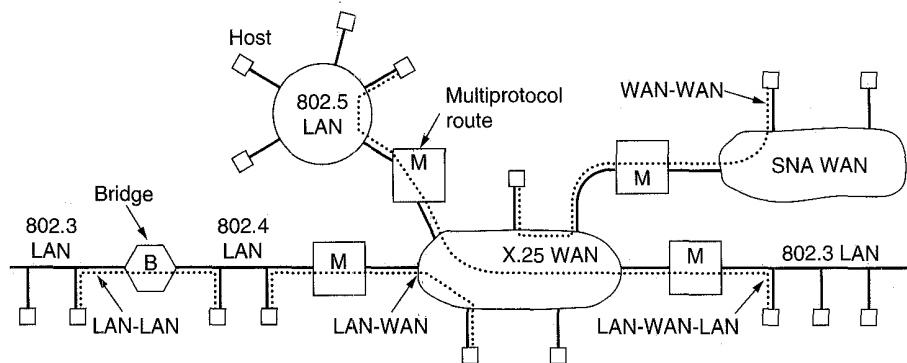 Host
802.5
LAN
Multiprotocol
route
M
WAN-WAN
M
SNA WAN
Bridge
802.3
LAN
B
802.4
LAN
M
X.25 WAN
M
802.3 LAN
LAN-LAN
LAN-WAN
LAN-WAN-LAN